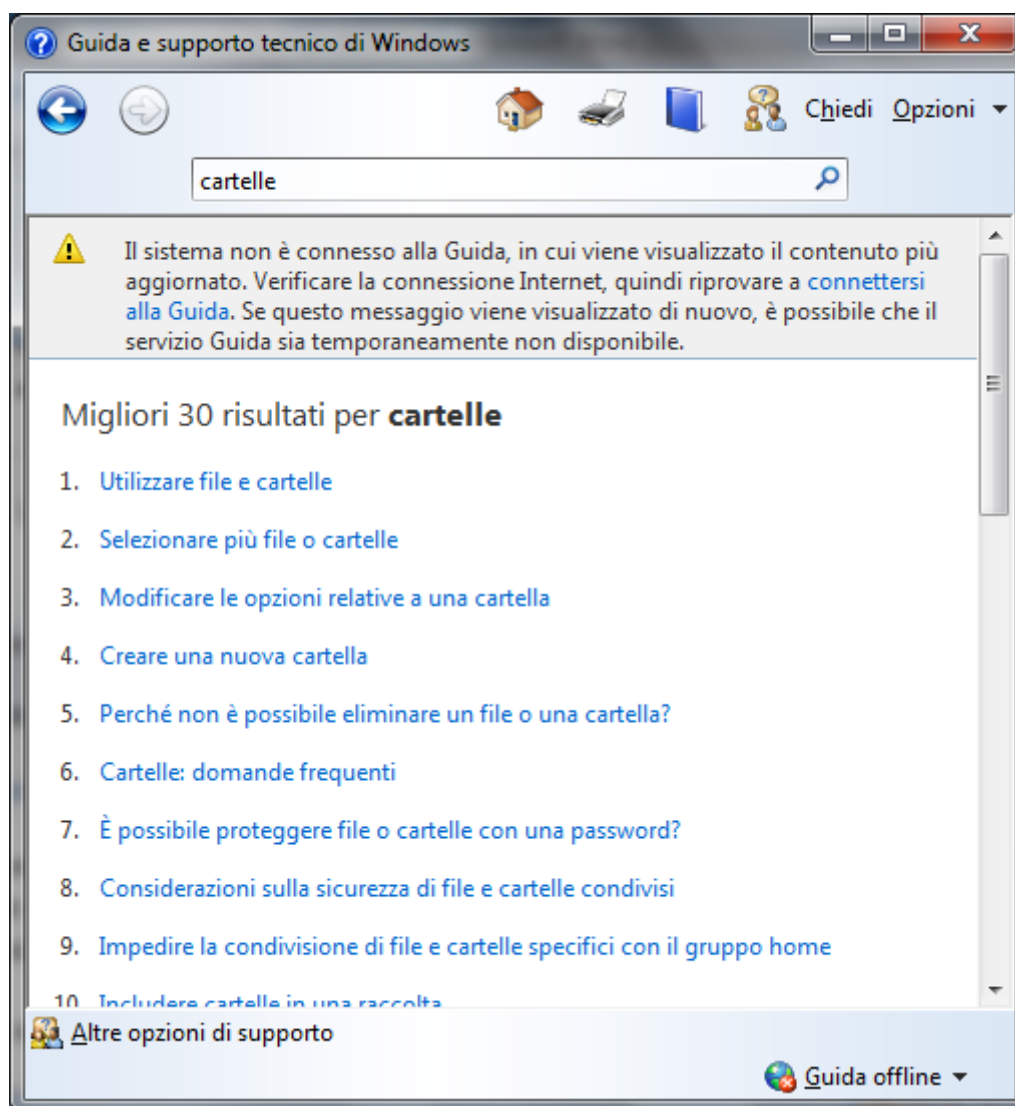 Guida e supporto tecnico di Windows
Chiedi Opzioni
cartelle
Il sistema non è connesso alla Guida, in cui viene visualizzato il contenuto più
aggiornato. Verificare la connessione Internet, quindi riprovare a connettersi
alla Guida. Se questo messaggio viene visualizzato di nuovo, è possibile che il
servizio Guida sia temporaneamente non disponibile.
Migliori 30 risultati per cartelle
1. Utilizzare file e cartelle
2. Selezionare più file o cartelle
3. Modificare le opzioni relative a una cartella
4. Creare una nuova cartella
5. Perché non è possibile eliminare un file o una cartella?
6. Cartelle: domande frequenti
7. È possibile proteggere file o cartelle con una password?
8. Considerazioni sulla sicurezza di file e cartelle condivisi
9. Impedire la condivisione di file e cartelle specifici con il gruppo home
10. Includere cartelle in una raccolta
Altre opzioni di supporto
Guida offline